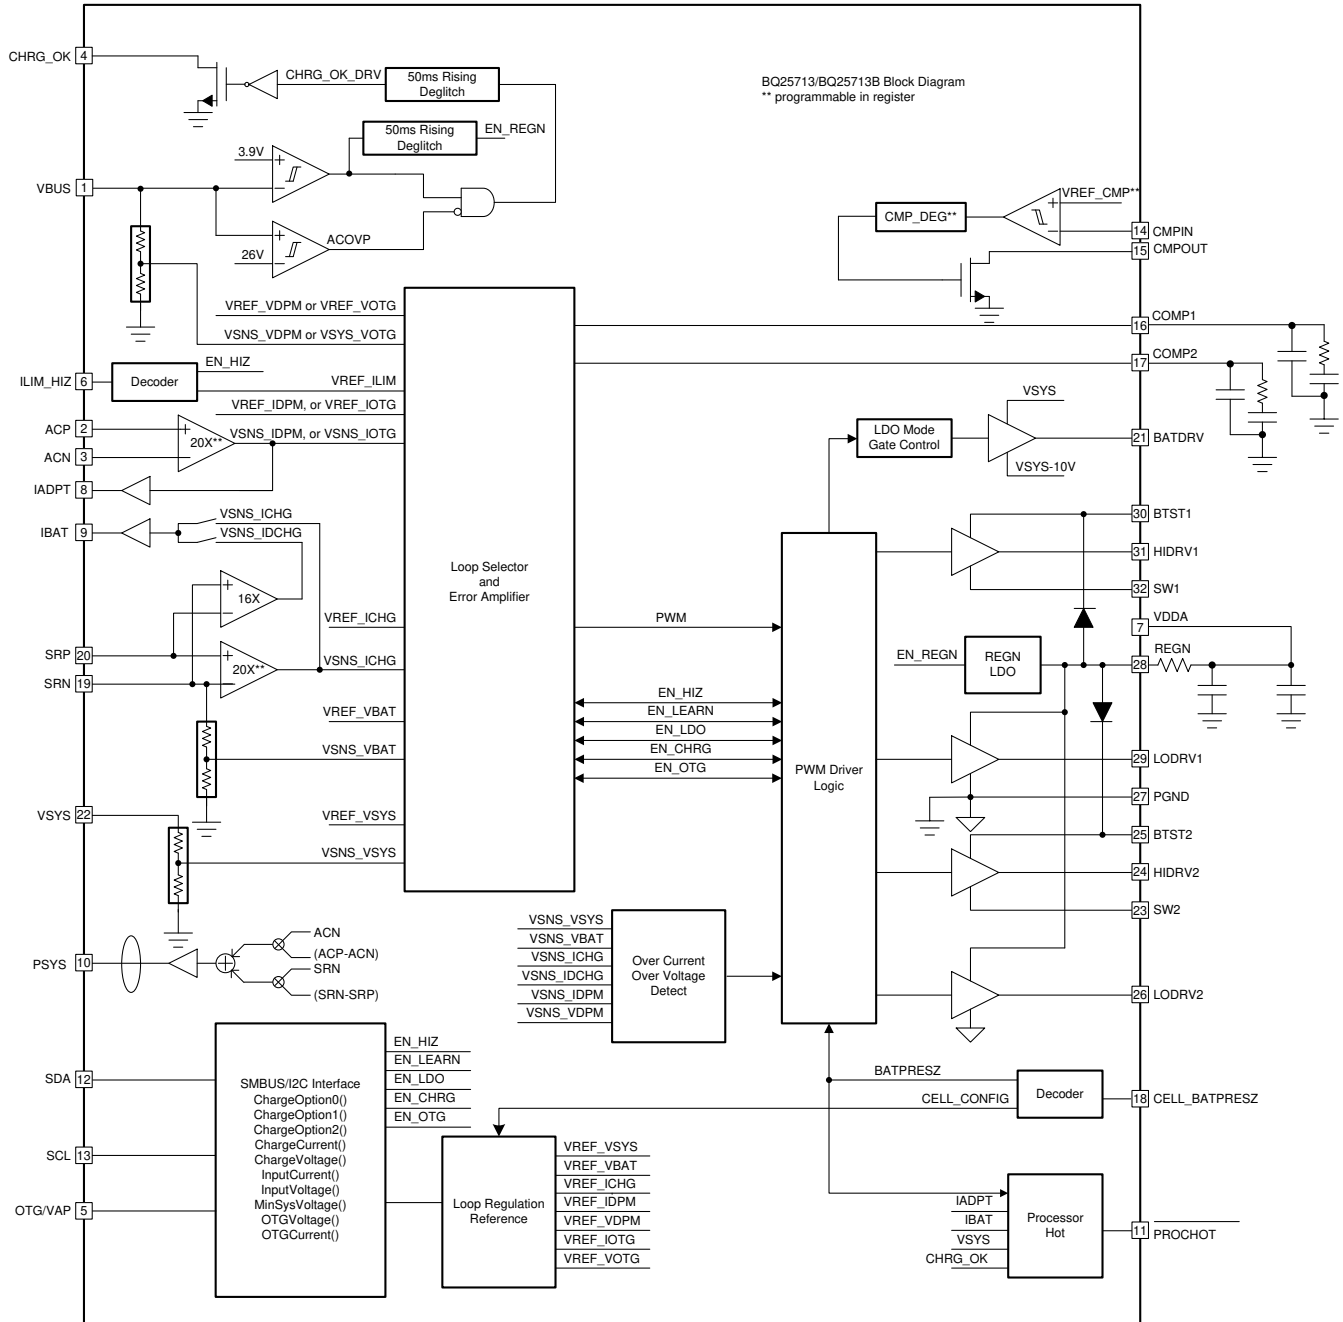 BQ25713/BQ25713B Block Diagram
** programmable in register
CHRG_OK
4
CHRG_OK_DRV
50ms Rising
Deglitch
50ms Rising
Deglitch
EN_REGN
3.9V
+
−
VBUS
1
+
−
26V
ACOVP
VREF_CMP**
+
−
CMP_DEG**
14
CMPIN
15
CMPOUT
VREF_VDPM or VREF_VOTG
VSNS_VDPM or VSYS_VOTG
16
COMP1
17
COMP2
EN_HIZ
ILIM_HIZ
6
Decoder
VREF_ILIM
VREF_IDPM, or VREF_IOTG
ACP
2
+
20X**
−
VSNS_IDPM, or VSNS_IOTG
ACN
3
IADPT
8
IBAT
9
VSNS_ICHG
VSNS_IDCHG
VSYS
LDO Mode
Gate Control
21
BATDRV
VSYS-10V
Loop Selector
and
Error Amplifier
+
16X
−
VREF_ICHG
SRP
20
+
20X**
−
VSNS_ICHG
SRN
19
VREF_VBAT
VSNS_VBAT
VSYS
22
VREF_VSYS
VSNS_VSYS
PWM
EN_HIZ
EN_LEARN
EN_LDO
EN_CHRG
EN_OTG
PWM Driver
Logic
30
BTST1
31
HIDRV1
32
SW1
7
VDDA
EN_REGN
REGN
LDO
28
REGN
29
LODRV1
27
PGND
25
BTST2
24
HIDRV2
23
SW2
26
LODRV2
PSYS
10
ACN
(ACP-ACN)
SRN
(SRN-SRP)
VSNS_VSYS
VSNS_VBAT
VSNS_ICHG
VSNS_IDCHG
VSNS_IDPM
VSNS_VDPM
Over Current
Over Voltage
Detect
SDA
12
SCL
13
OTG/VAP
5
SMBUS/I2C Interface
ChargeOption0()
ChargeOption1()
ChargeOption2()
ChargeCurrent()
ChargeVoltage()
InputCurrent()
InputVoltage()
MinSysVoltage()
OTGVoltage()
OTGCurrent()
EN_HIZ
EN_LEARN
EN_LDO
EN_CHRG
EN_OTG
Loop Regulation
Reference
VREF_VSYS
VREF_VBAT
VREF_ICHG
VREF_IDPM
VREF_VDPM
VREF_IOTG
VREF_VOTG
BATPRESZ
CELL_CONFIG
Decoder
18
CELL_BATPRESZ
IADPT
IBAT
VSYS
CHRG_OK
Processor
Hot
11
PROCHOT